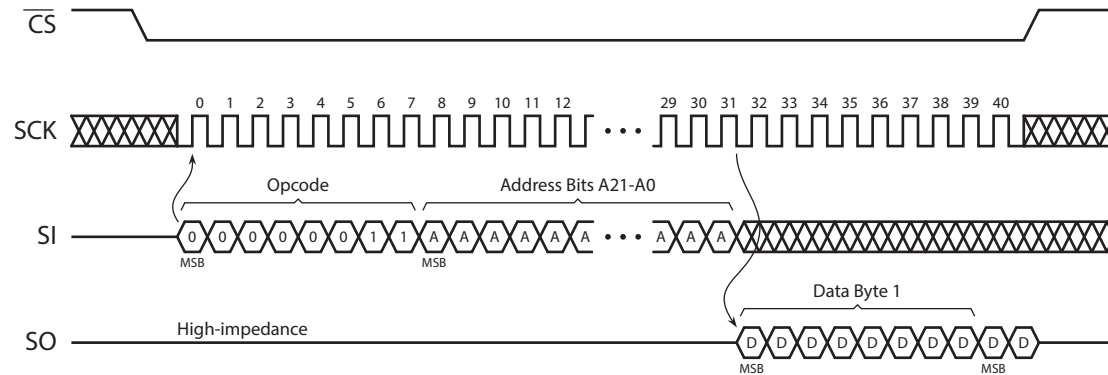 CS
0 1 2 3 4 5 6 7 8 9 10 11 12 29 30 31 32 33 34 35 36 37 38 39 40
SCK
Opcode Address Bits A21-A0
SI 0 0 0 0 0 0 1 1 A A A A A A A A A
MSB MSB
Data Byte 1
High-impedance
SO D D D D D D D D D D
MSB MSB